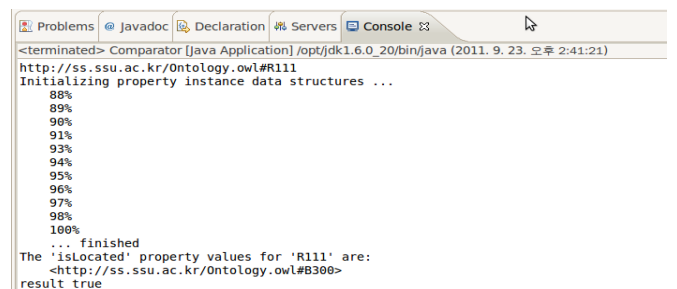 Problems @ Javadoc Declaration Servers Console
<terminated> Comparator [Java Application] /opt/jdk1.6.0_20/bin/java (2011. 9. 23. 오후 2:41:21)
http://ss.ssu.ac.kr/Ontology.owl#R111
Initializing property instance data structures ...
88%
89%
90%
91%
93%
94%
95%
96%
97%
98%
100%
... finished
The 'isLocated' property values for 'R111' are:
<http://ss.ssu.ac.kr/Ontology.owl#B300>
result true